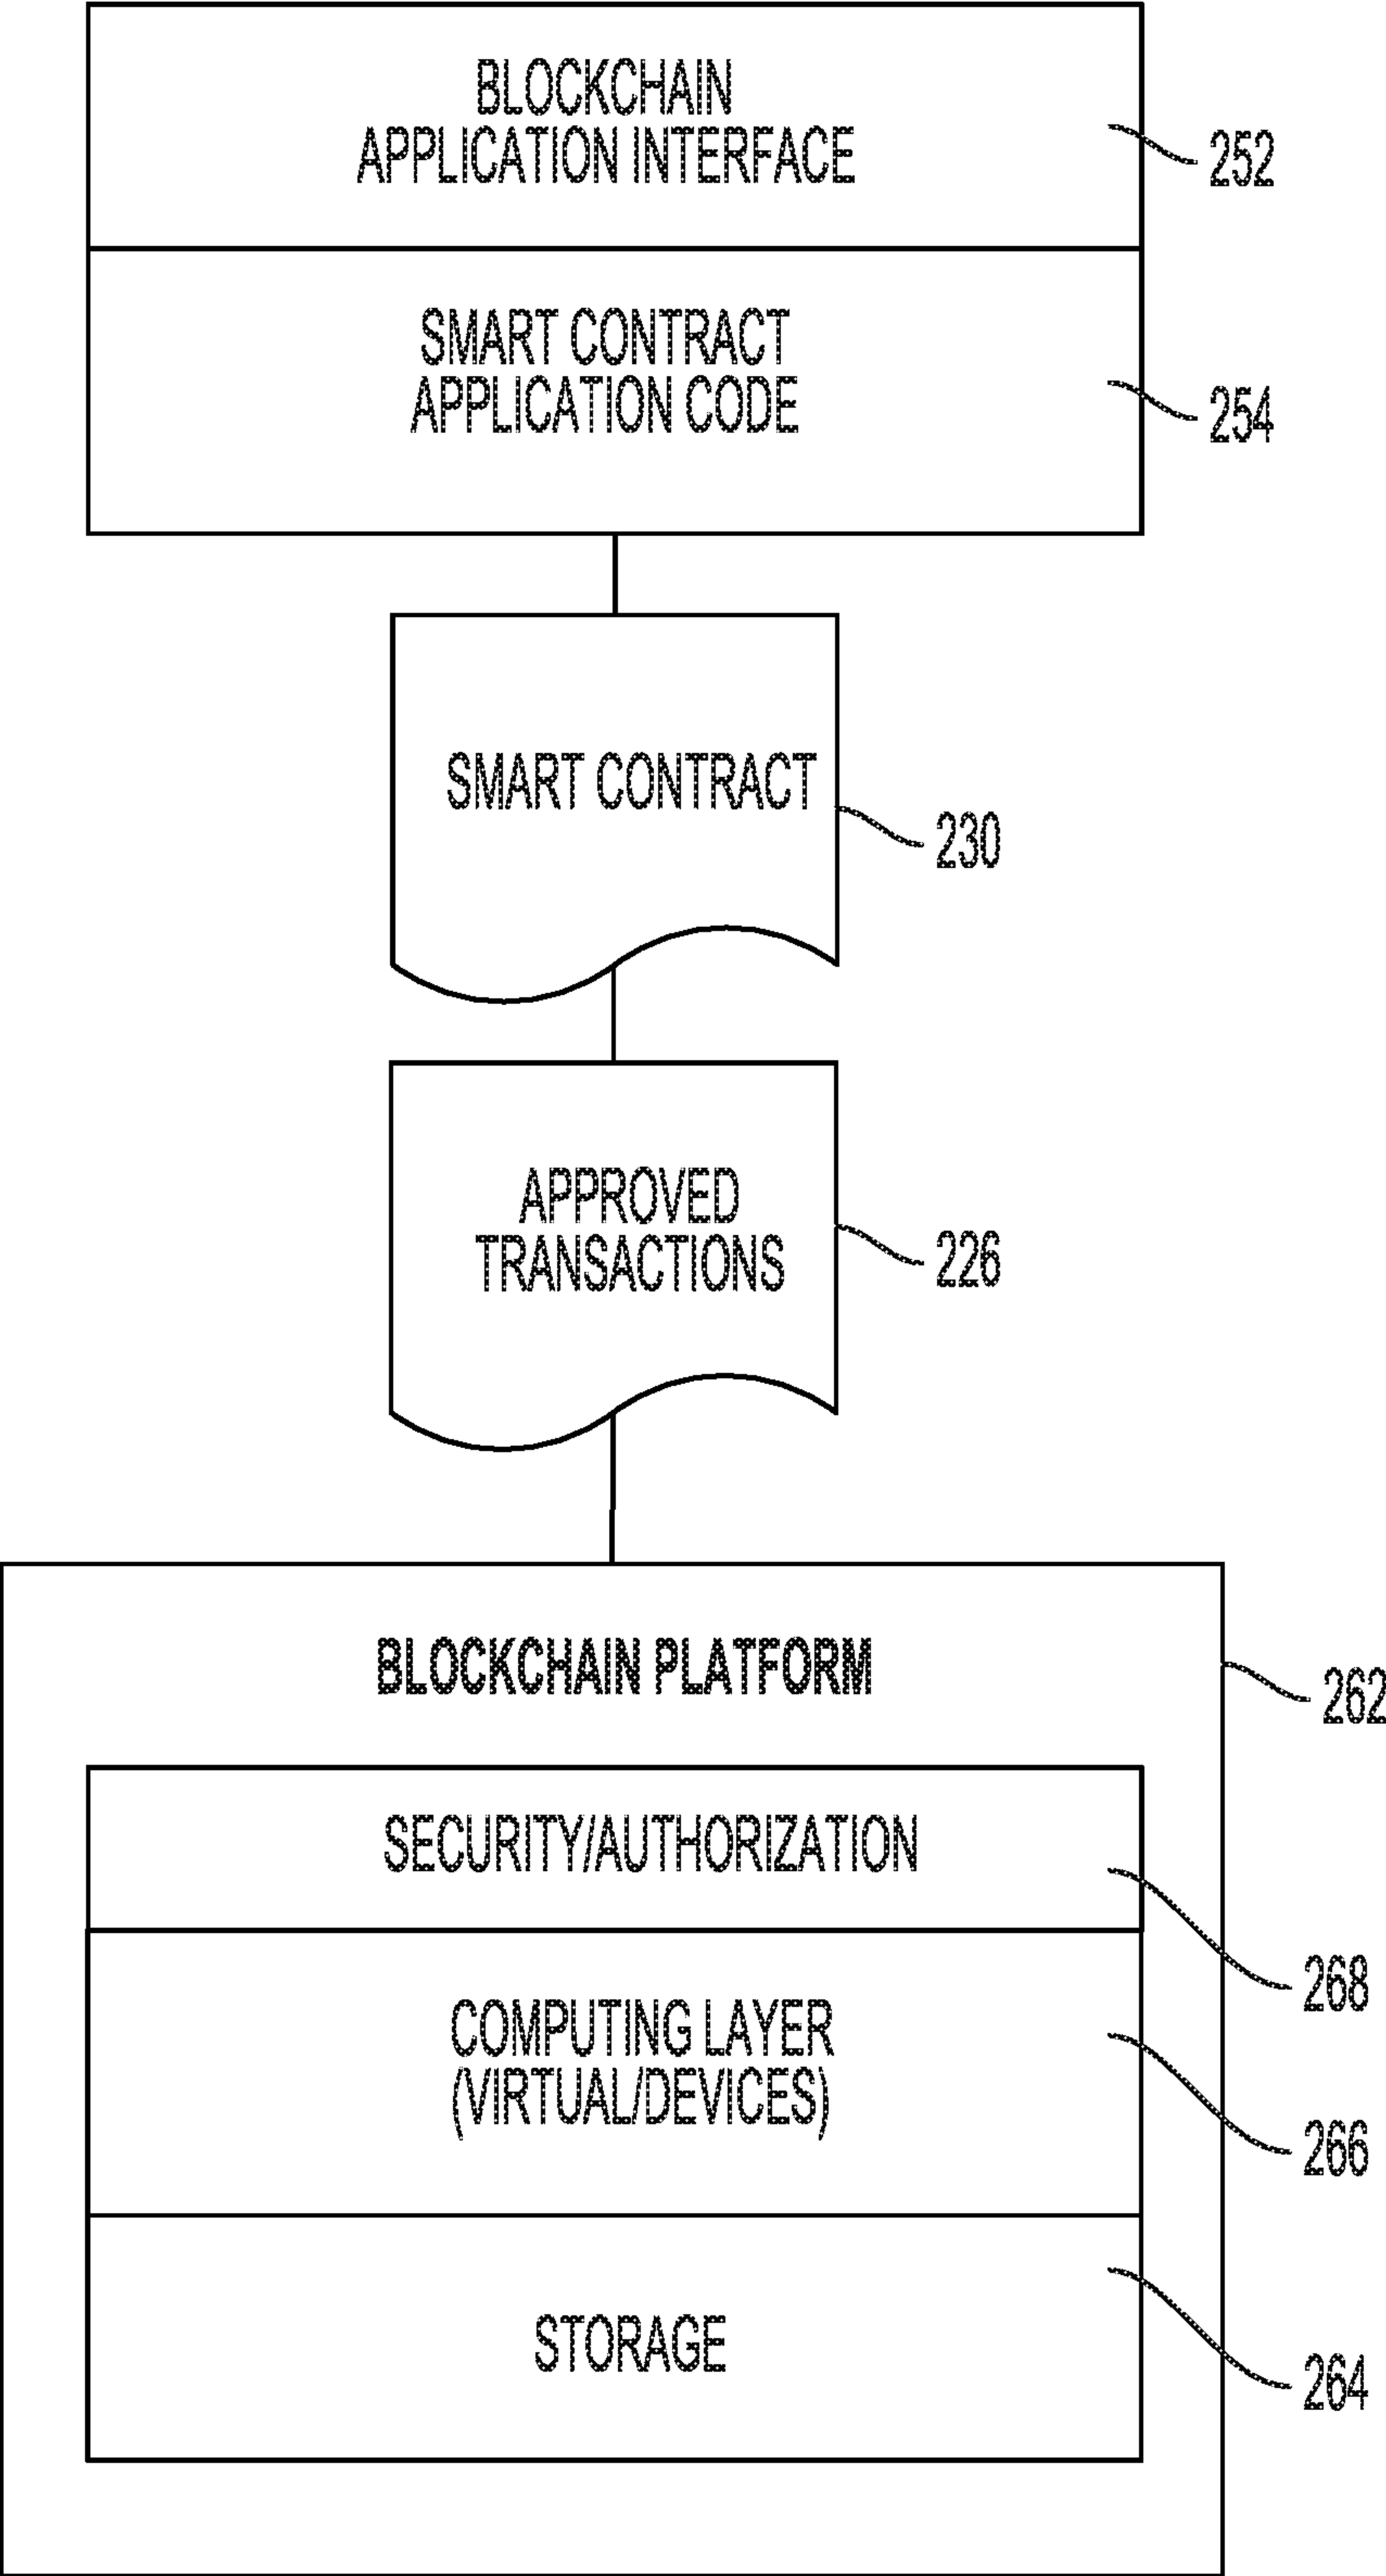 BLOCKCHAIN
APPLICATION INTERFACE
252
SMART CONTRACT
APPLICATION CODE
254
SMART CONTRACT
230
APPROVED
TRANSACTIONS
226
BLOCKCHAIN PLATFORM
262
SECURITY/AUTHORIZATION
268
COMPUTING LAYER
(VIRTUAL/DEVICES)
266
STORAGE
264